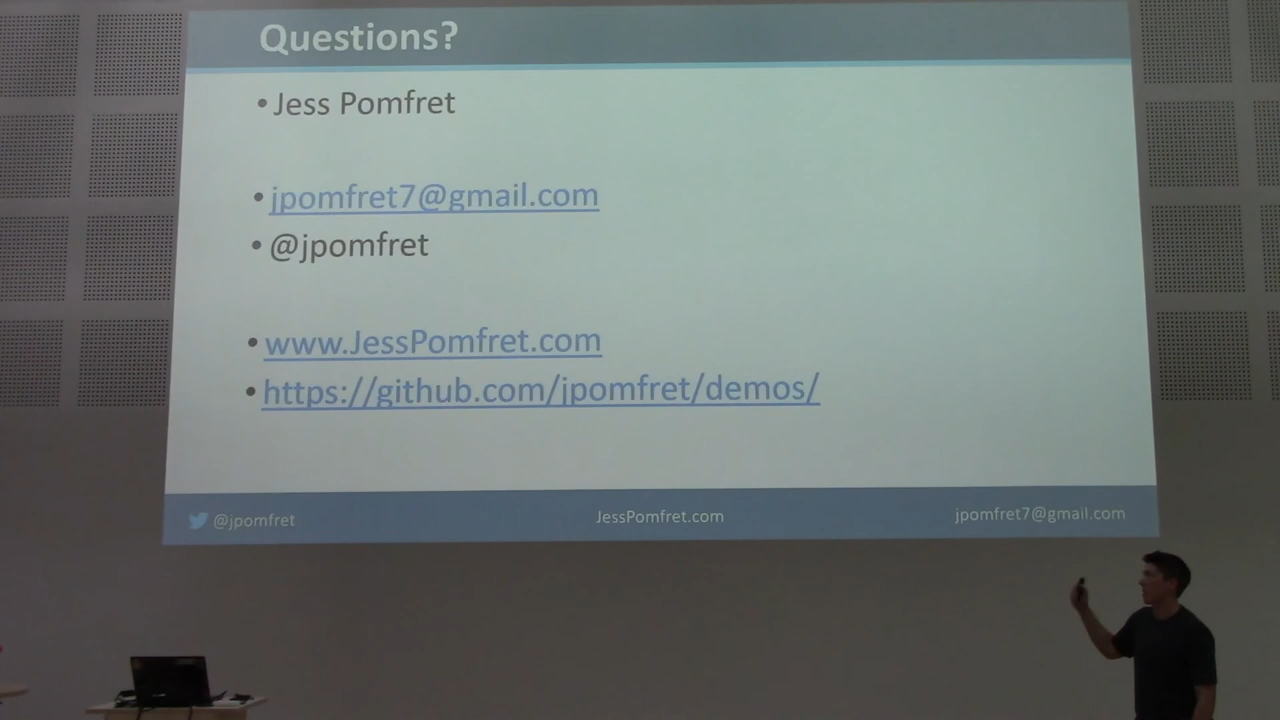 Questions?
• Jess Pomfret
• jpomfret7@gmail.com
• @jpomfret
• www.JessPomfret.com
• https://github.com/jpomfret/demos/
@jpomfret
JessPomfret.com
jpomfret7@gmail.com